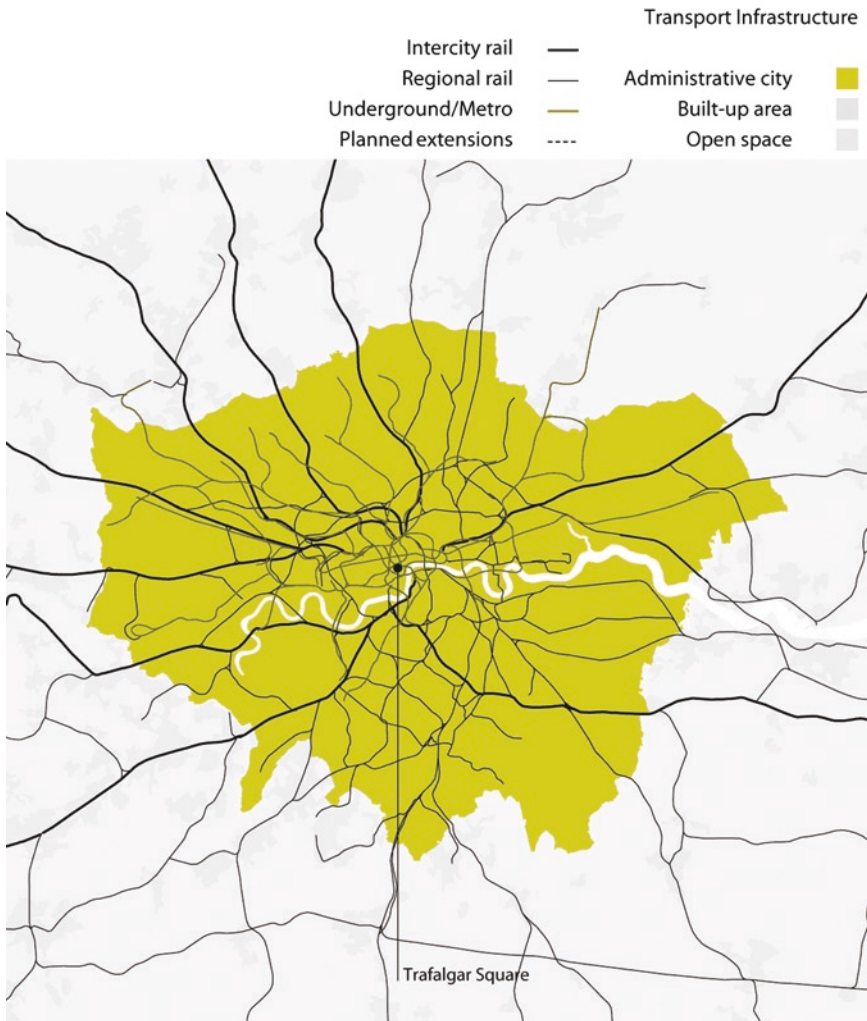 Transport Infrastructure
Intercity rail
Regional rail
Administrative city
Underground/Metro
Built-up area
Planned extensions
Open space
Trafalgar Square